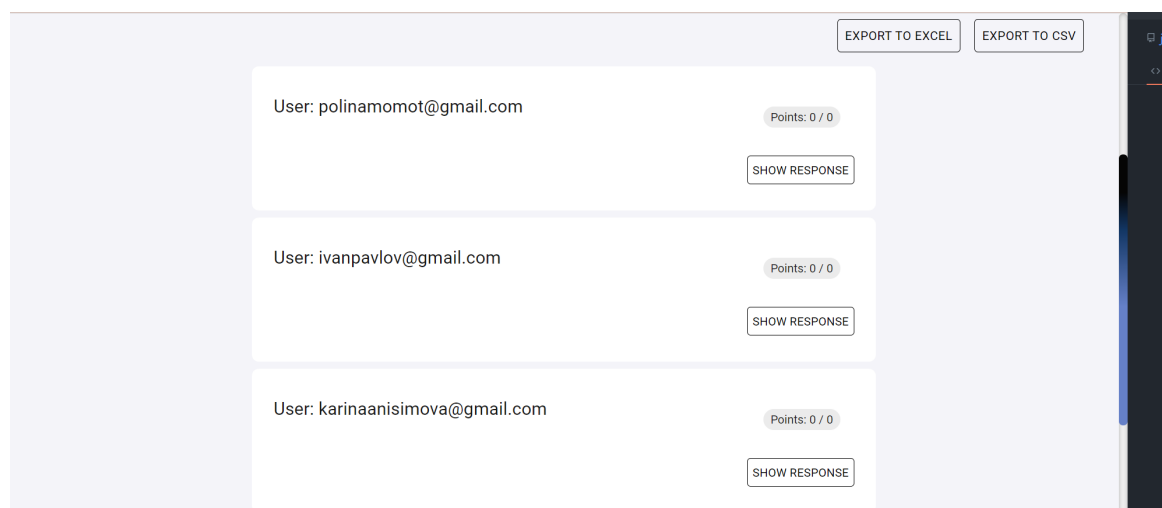 EXPORT TO EXCEL EXPORT TO CSV
User: polinamomot@gmail.com
Points: 0 / 0
SHOW RESPONSE
User: ivanpavlov@gmail.com
Points: 0 / 0
SHOW RESPONSE
User: karinaanisimova@gmail.com
Points: 0 / 0
SHOW RESPONSE